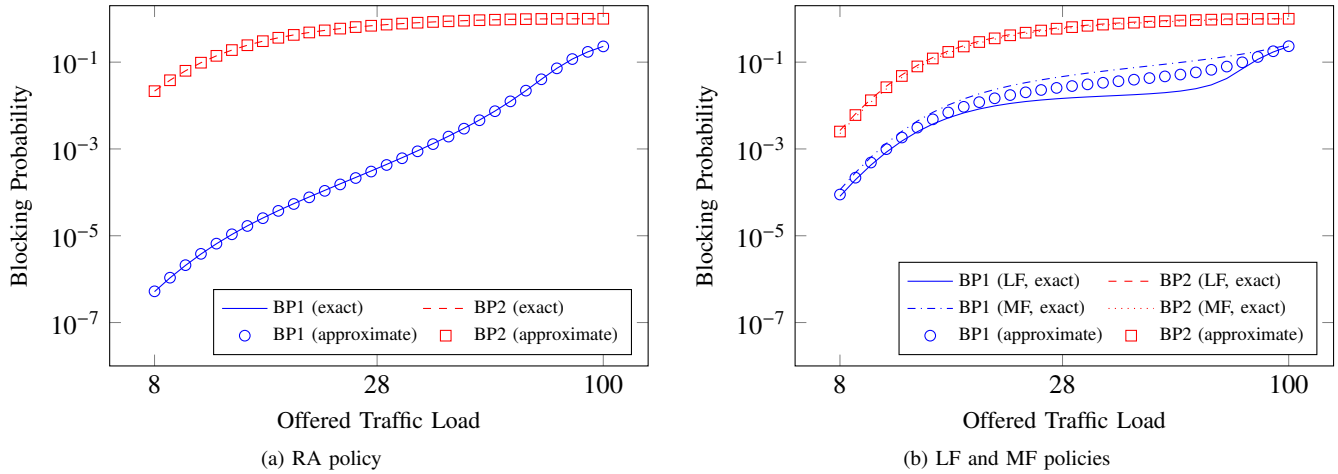 10^{-1}
10^{-3}
10^{-5}
10^{-7}
Blocking Probability
BP1 (exact)
BP2 (exact)
BP1 (approximate)
BP2 (approximate)
8
28
100
Offered Traffic Load
(a) RA policy
10^{-1}
10^{-3}
10^{-5}
10^{-7}
Blocking Probability
BP1 (LF, exact)
BP2 (LF, exact)
BP1 (MF, exact)
BP2 (MF, exact)
BP1 (approximate)
BP2 (approximate)
8
28
100
Offered Traffic Load
(b) LF and MF policies